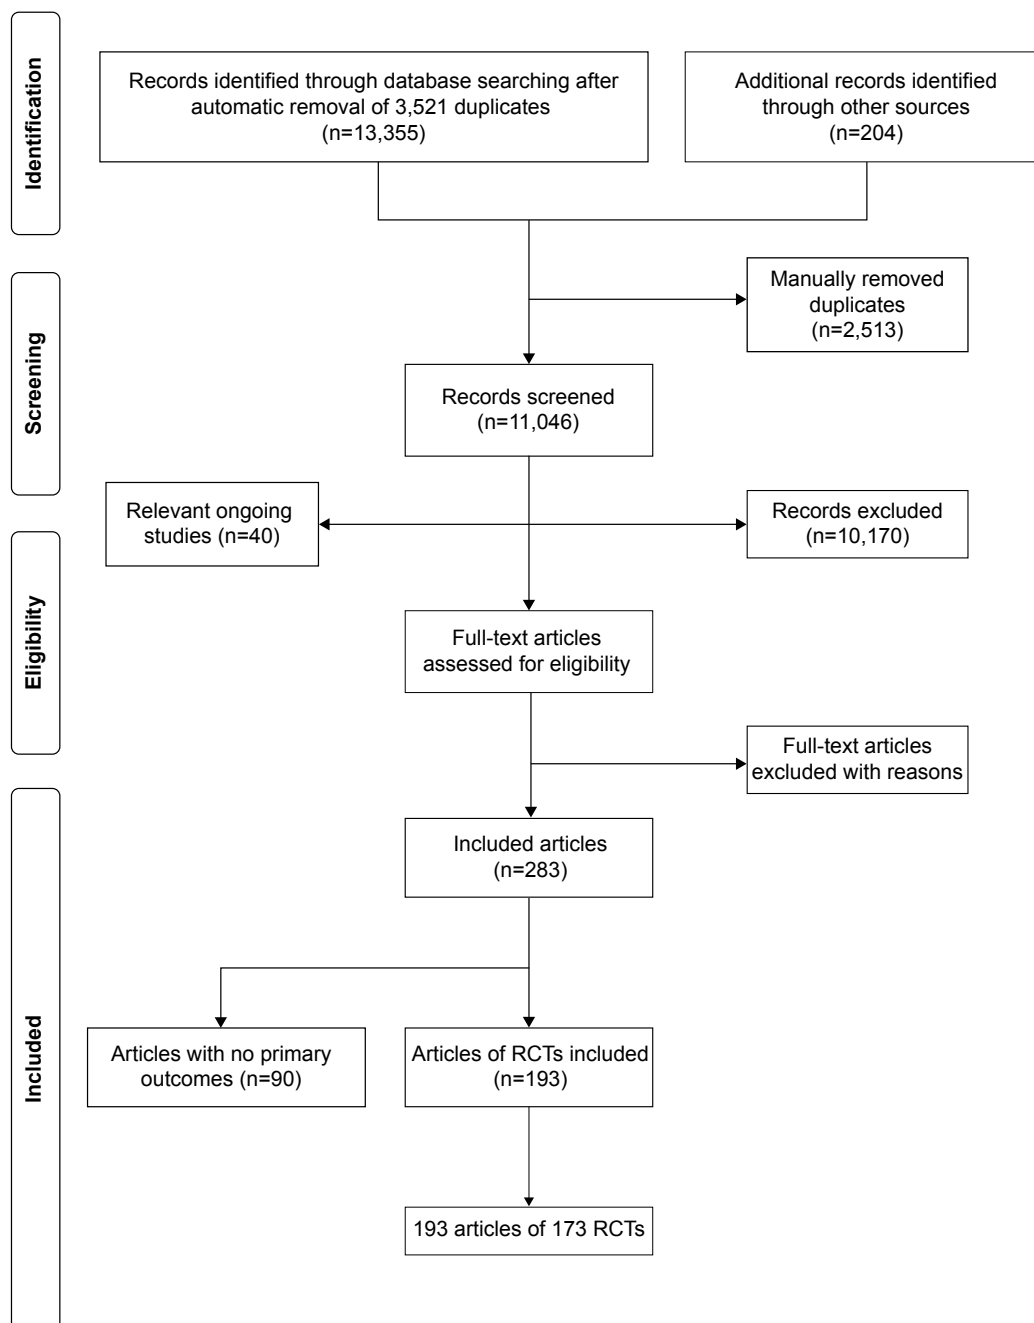 Identification
Records identified through database searching after
automatic removal of 3,521 duplicates
(n=13,355)
Additional records identified
through other sources
(n=204)
Manually removed
duplicates
(n=2,513)
Screening
Records screened
(n=11,046)
Relevant ongoing
studies (n=40)
Records excluded
(n=10,170)
Eligibility
Full-text articles
assessed for eligibility
Full-text articles
excluded with reasons
Included
Included articles
(n=283)
Articles with no primary
outcomes (n=90)
Articles of RCTs included
(n=193)
193 articles of 173 RCTs